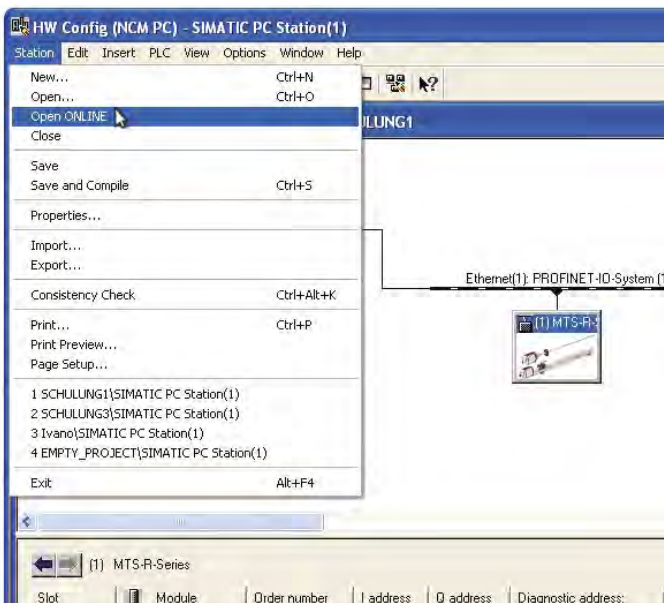 HW Config (NCM PC) - SIMATIC PC Station(1)
Station Edit Insert PLC View Options Window Help
New... Ctrl+N
Open... Ctrl+O
Open ONLINE
Close
Save
Save and Compile Ctrl+S
Properties...
Import...
Export...
Consistency Check Ctrl+Alt+K
Print... Ctrl+P
Print Preview...
Page Setup...
1 SCHULUNG1\SIMATIC PC Station(1)
2 SCHULUNG3\SIMATIC PC Station(1)
3 Ivano\SIMATIC PC Station(1)
4 EMPTY_PROJECT\SIMATIC PC Station(1)
Exit Alt+F4
ULUNG1
Ethernet(1): PROFINET-IO-System (1
(1) MTS-R-S
(1) MTS-R-Series
Slot Module Order number I address Q address Diagnostic address: